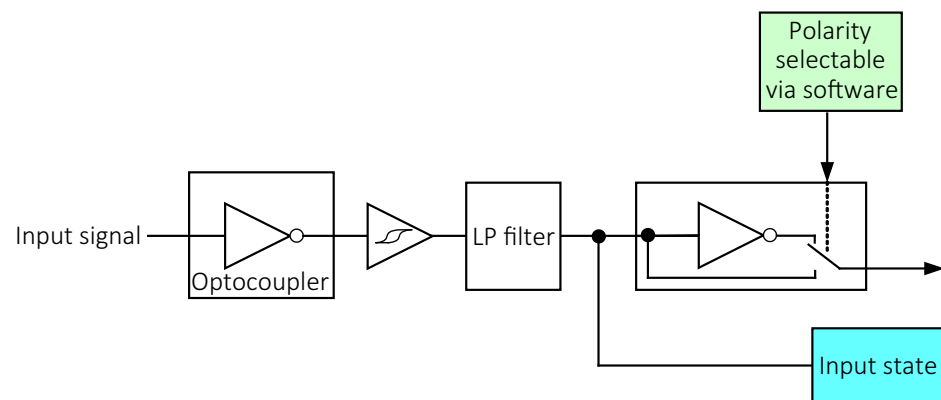 Polarity
selectable
via software
Input signal
Optocoupler
LP filter
Input state